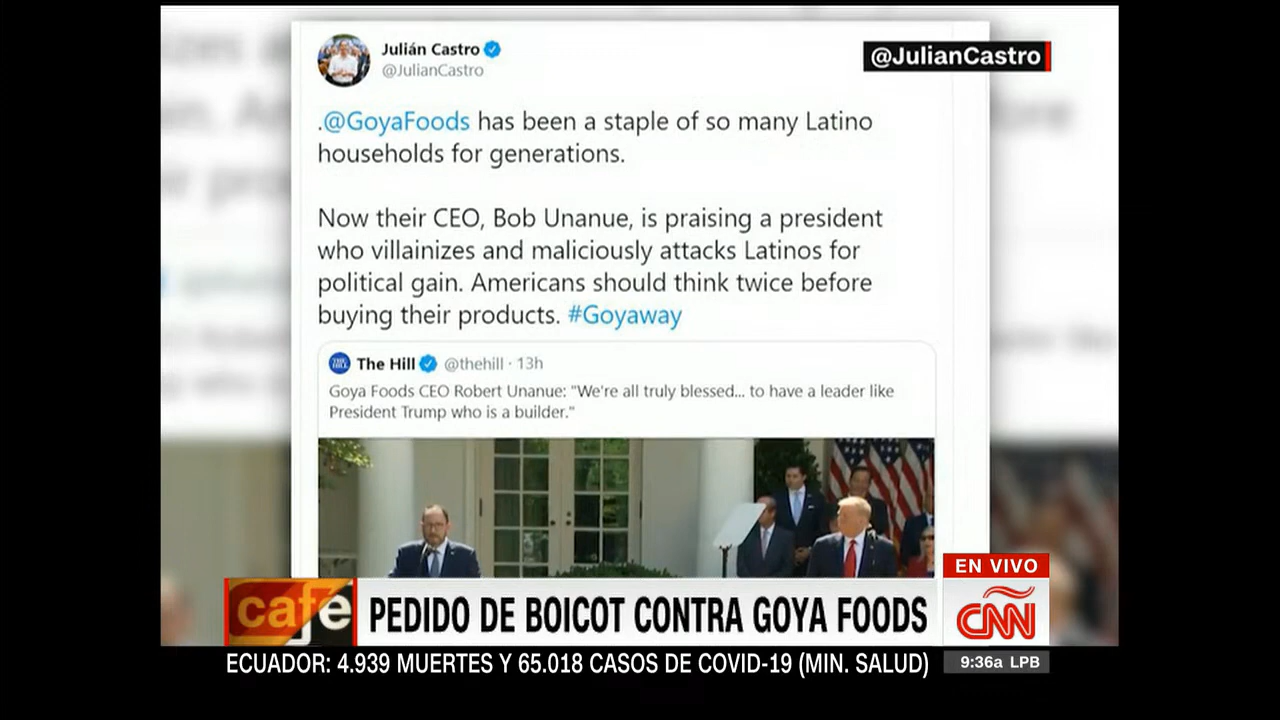 Julián Castro
@JulianCastro
@JulianCastro
.@GoyaFoods has been a staple of so many Latino
households for generations.
Now their CEO, Bob Unanue, is praising a president
who villainizes and maliciously attacks Latinos for
political gain. Americans should think twice before
buying their products. #Goyaway
THE HILL
The Hill @thehill · 13h
Goya Foods CEO Robert Unanue: "We're all truly blessed... to have a leader like
President Trump who is a builder."
EN VIVO
café
PEDIDO DE BOICOT CONTRA GOYA FOODS
CÑN
ECUADOR: 4.939 MUERTES Y 65.018 CASOS DE COVID-19 (MIN. SALUD)
9:36a LPB